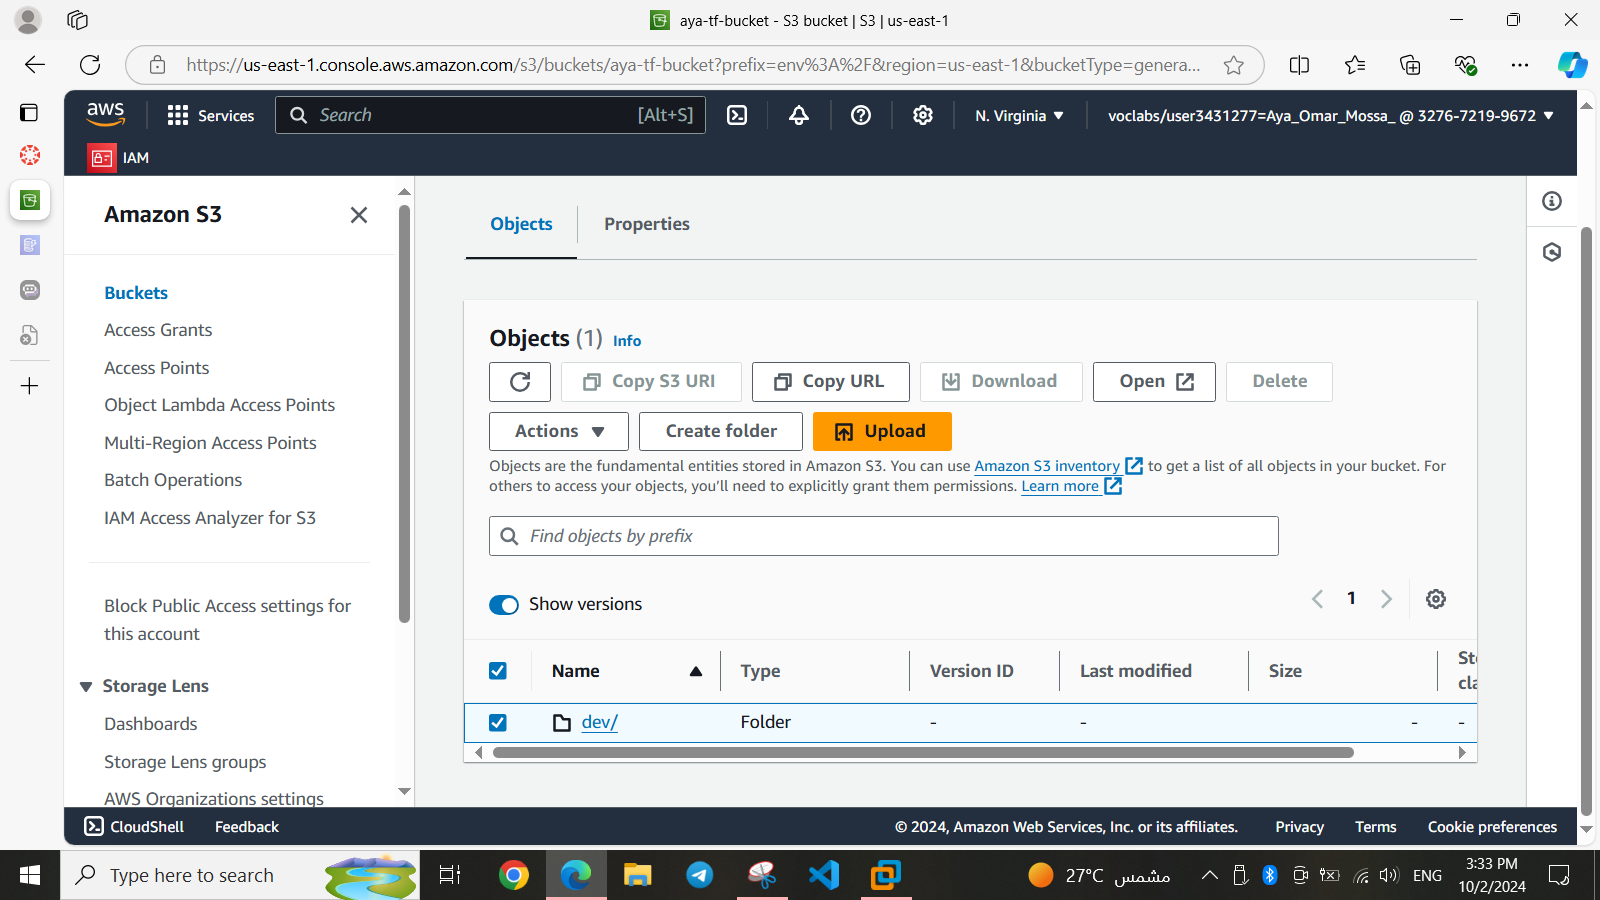 aya-tf-bucket - S3 bucket | S3 | us-east-1
https://us-east-1.console.aws.amazon.com/s3/buckets/aya-tf-bucket?prefix=env%3A%2F&region=us-east-1&bucketType=genera...
aws
Services
Search
[Alt+S]
N. Virginia
voclabs/user3431277=Aya_Omar_Mossa_ @ 3276-7219-9672
IAM
Amazon S3
Buckets
Access Grants
Access Points
Object Lambda Access Points
Multi-Region Access Points
Batch Operations
IAM Access Analyzer for S3
Block Public Access settings for
this account
Storage Lens
Dashboards
Storage Lens groups
AWS Organizations settings
Objects
Properties
Objects (1) Info
Copy S3 URI
Copy URL
Download
Open
Delete
Actions
Create folder
Upload
Objects are the fundamental entities stored in Amazon S3. You can use Amazon S3 inventory to get a list of all objects in your bucket. For
others to access your objects, you'll need to explicitly grant them permissions. Learn more
Find objects by prefix
Show versions
1
Name
Type
Version ID
Last modified
Size
dev/
Folder
-
-
-
-
CloudShell
Feedback
© 2024, Amazon Web Services, Inc. or its affiliates.
Privacy
Terms
Cookie preferences
Type here to search
27°C مشمس
ENG
3:33 PM
10/2/2024